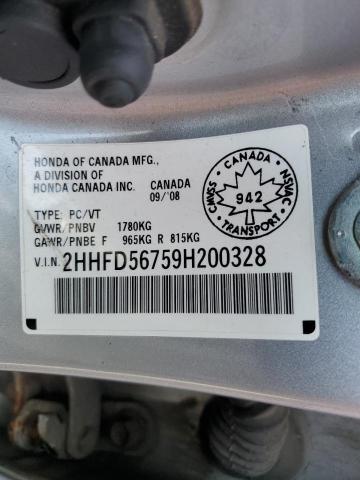 HONDA OF CANADA MFG.,
A DIVISION OF
HONDA CANADA INC. CANADA
09/'08
TYPE: PC/VT
GVWR/PNBV 1780KG
GAWR/PNBE F 965KG R 815KG
V.I.N. 2HHFD56759H200328
CANADA
CMVSS 942 NSVAC
TRANSPORT